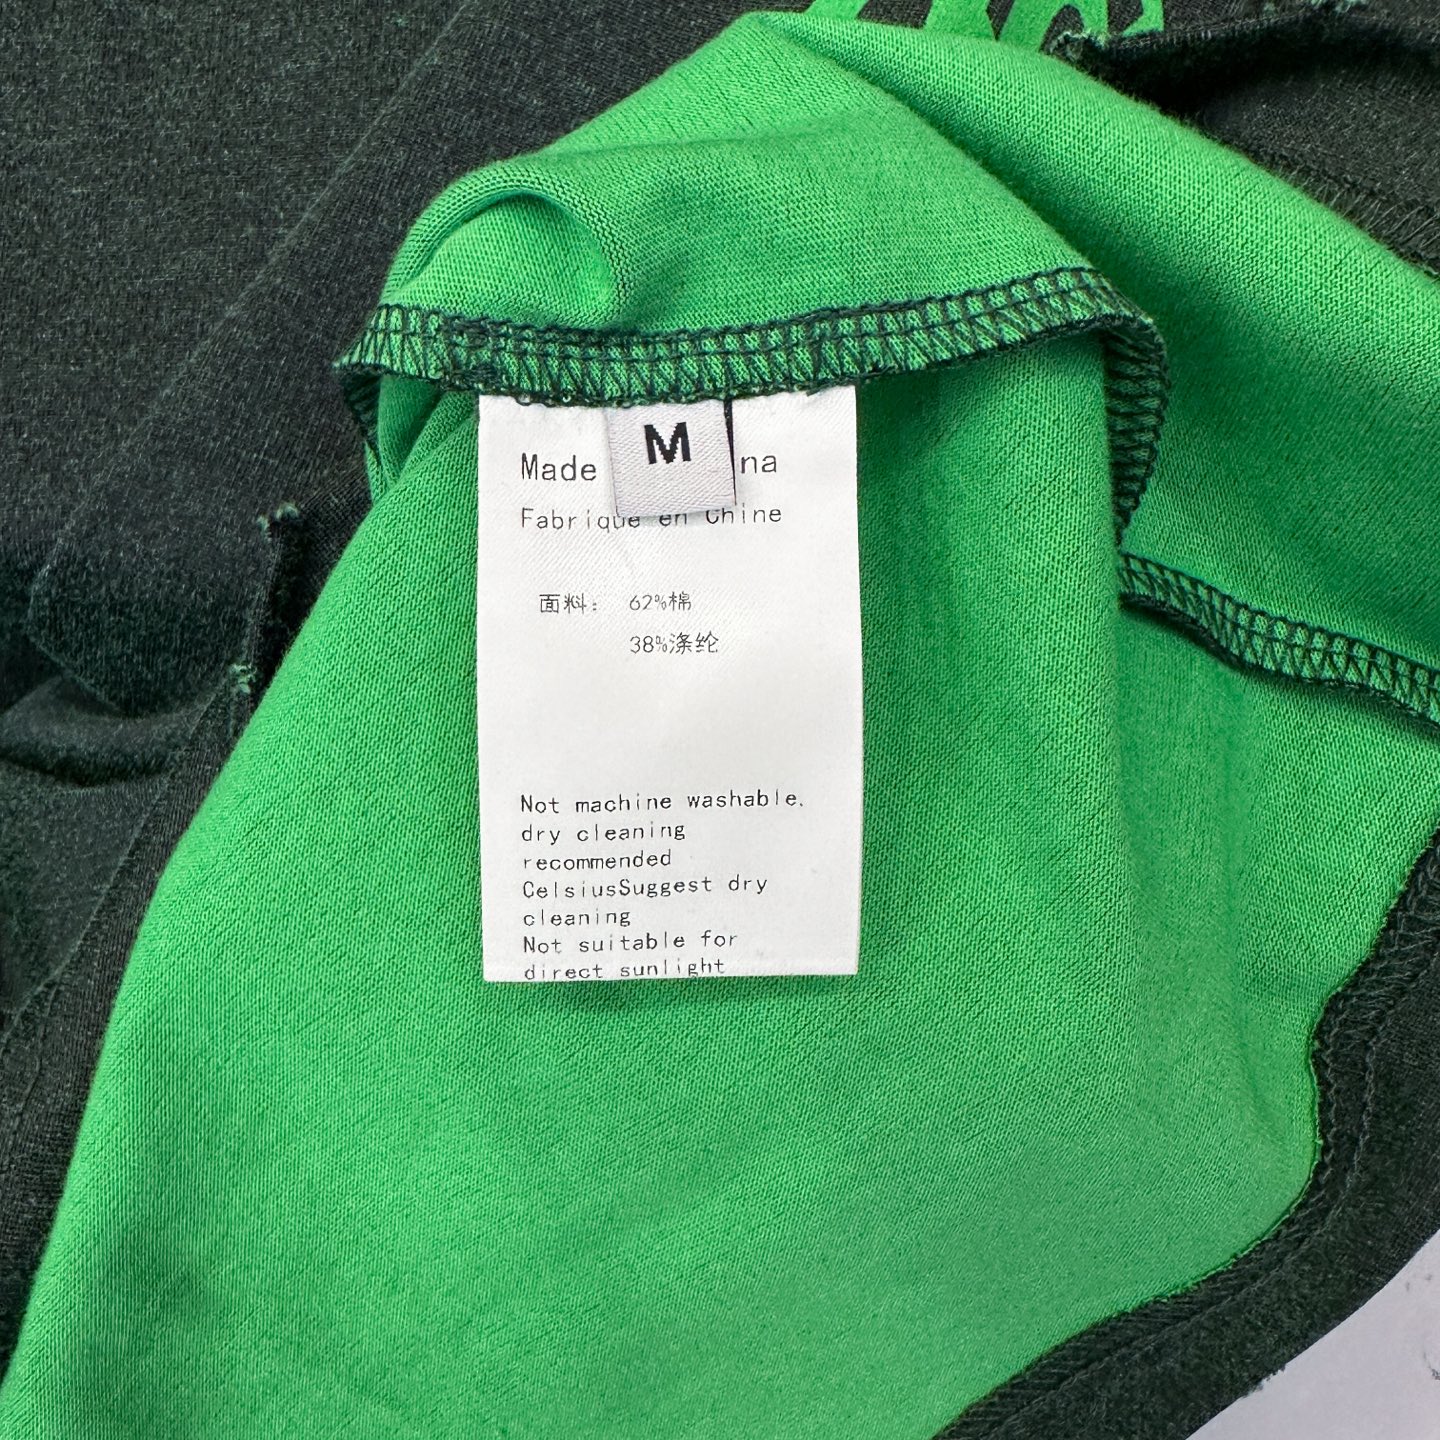 M
Made na
Fabrique en Chine
面料： 62%棉
38%涤纶
Not machine washable.
dry cleaning
recommended
CelsiusSuggest dry
cleaning
Not suitable for
direct sunlight